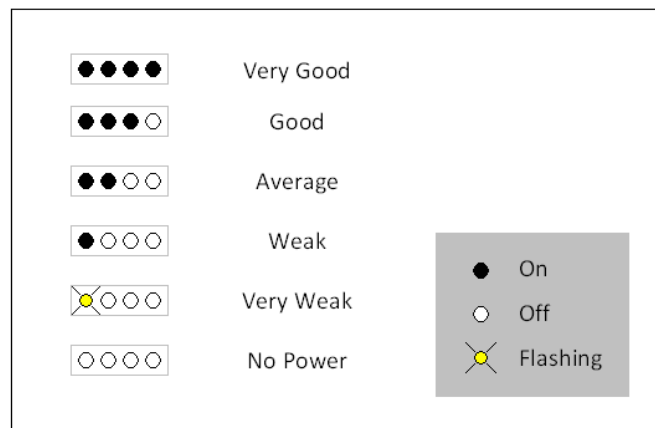 Very Good
Good
Average
Weak
Very Weak
No Power
On
Off
Flashing